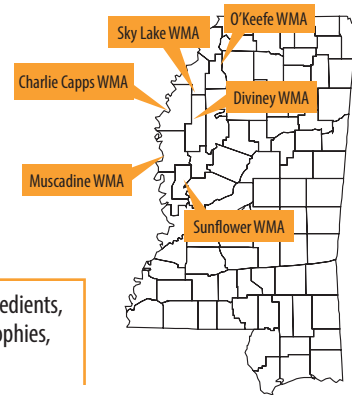 O'Keefe WMA
Sky Lake WMA
Charlie Capps WMA
Diviney WMA
Muscadine WMA
Sunflower WMA
edients,
ophies,